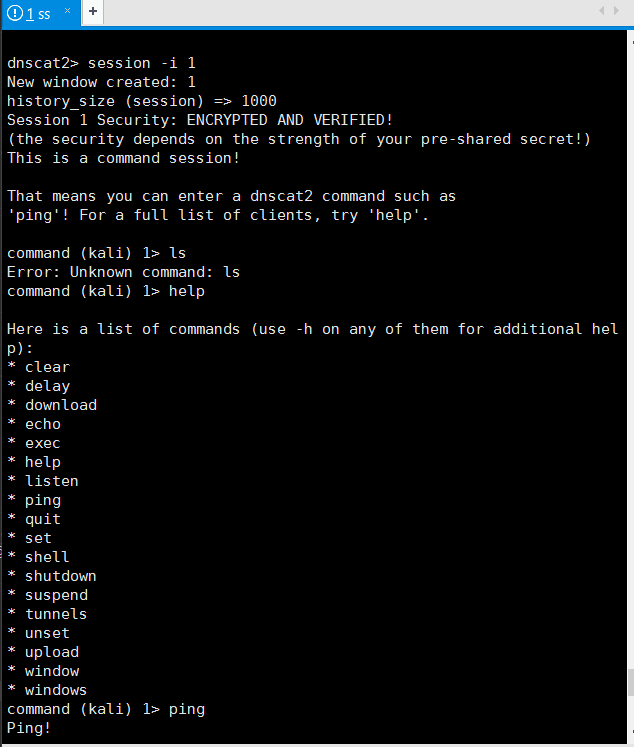 1 ss × +
dnscat2> session -i 1
New window created: 1
history_size (session) => 1000
Session 1 Security: ENCRYPTED AND VERIFIED!
(the security depends on the strength of your pre-shared secret!)
This is a command session!
That means you can enter a dnscat2 command such as
'ping'! For a full list of clients, try 'help'.
command (kali) 1> ls
Error: Unknown command: ls
command (kali) 1> help
Here is a list of commands (use -h on any of them for additional hel
p):
* clear
* delay
* download
* echo
* exec
* help
* listen
* ping
* quit
* set
* shell
* shutdown
* suspend
* tunnels
* unset
* upload
* window
* windows
command (kali) 1> ping
Ping!